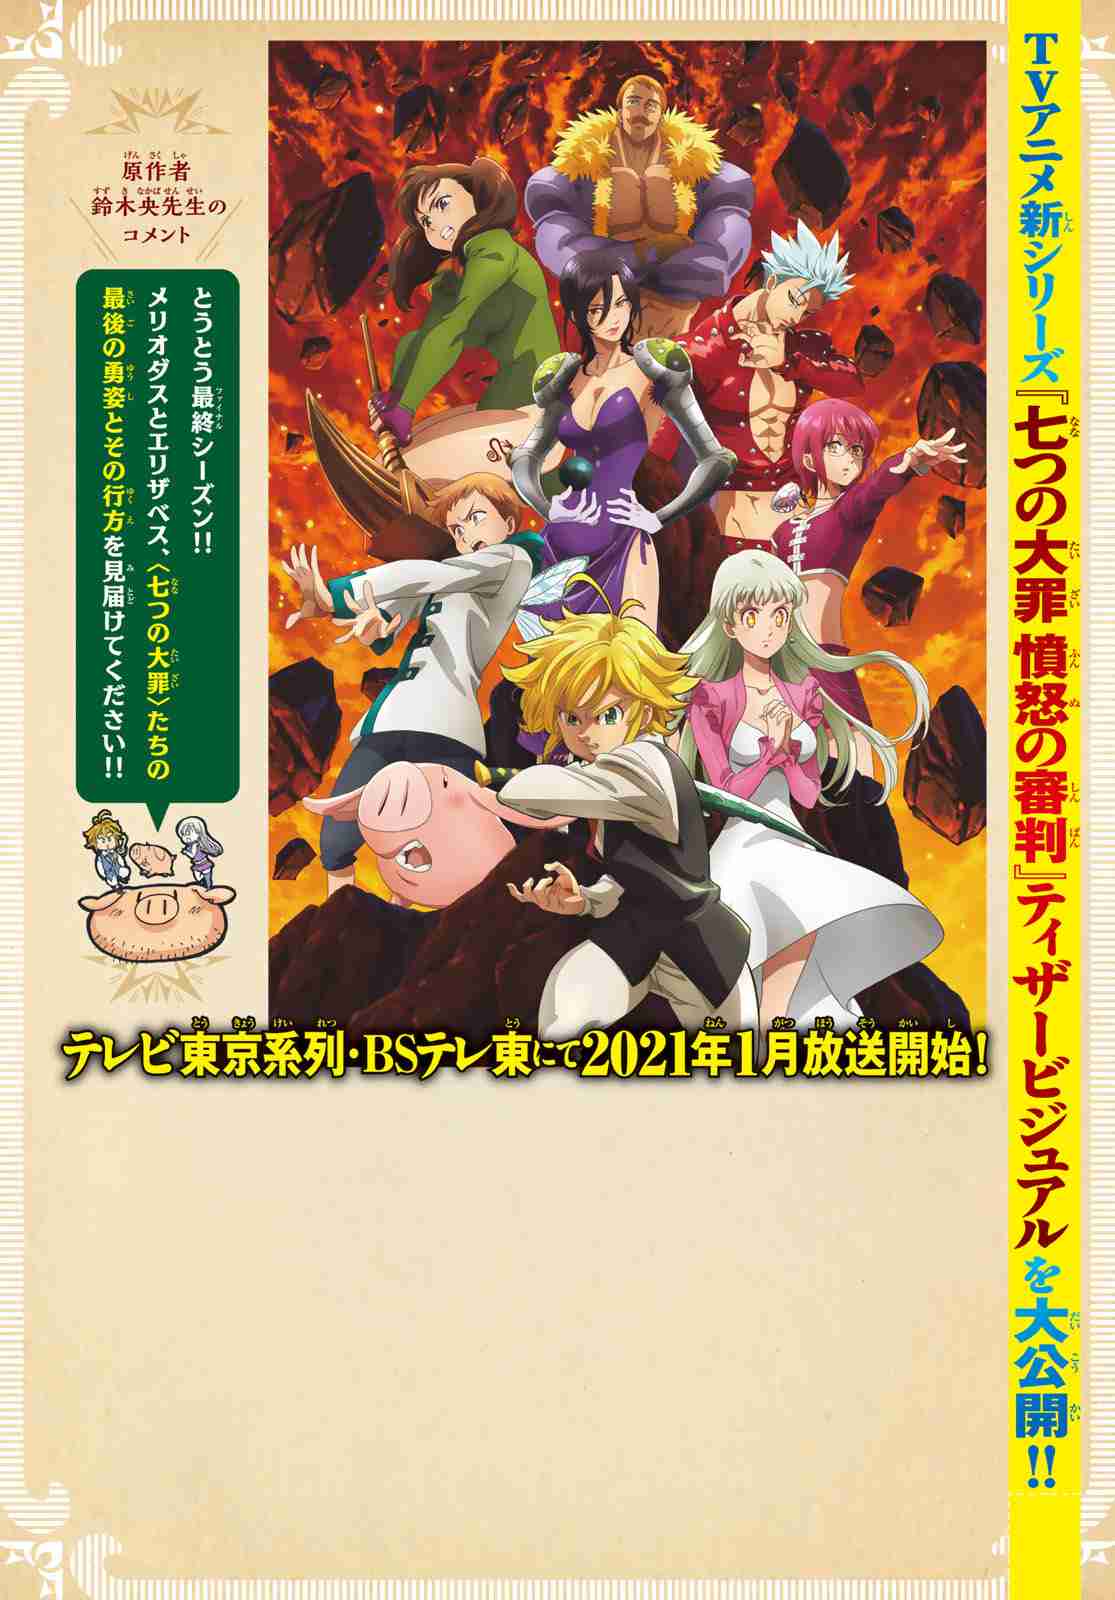 TVアニメ新シリーズ『七つの大罪 憤怒の審判』ティザービジュアルを大公開!!
原作者
鈴木央先生の
コメント
とうとう最終シーズン!!
メリオダスとエリザベス、〈七つの大罪〉たちの
最後の勇姿とその行方を見届けてください!!
テレビ東京系列・BSテレ東にて2021年1月放送開始!